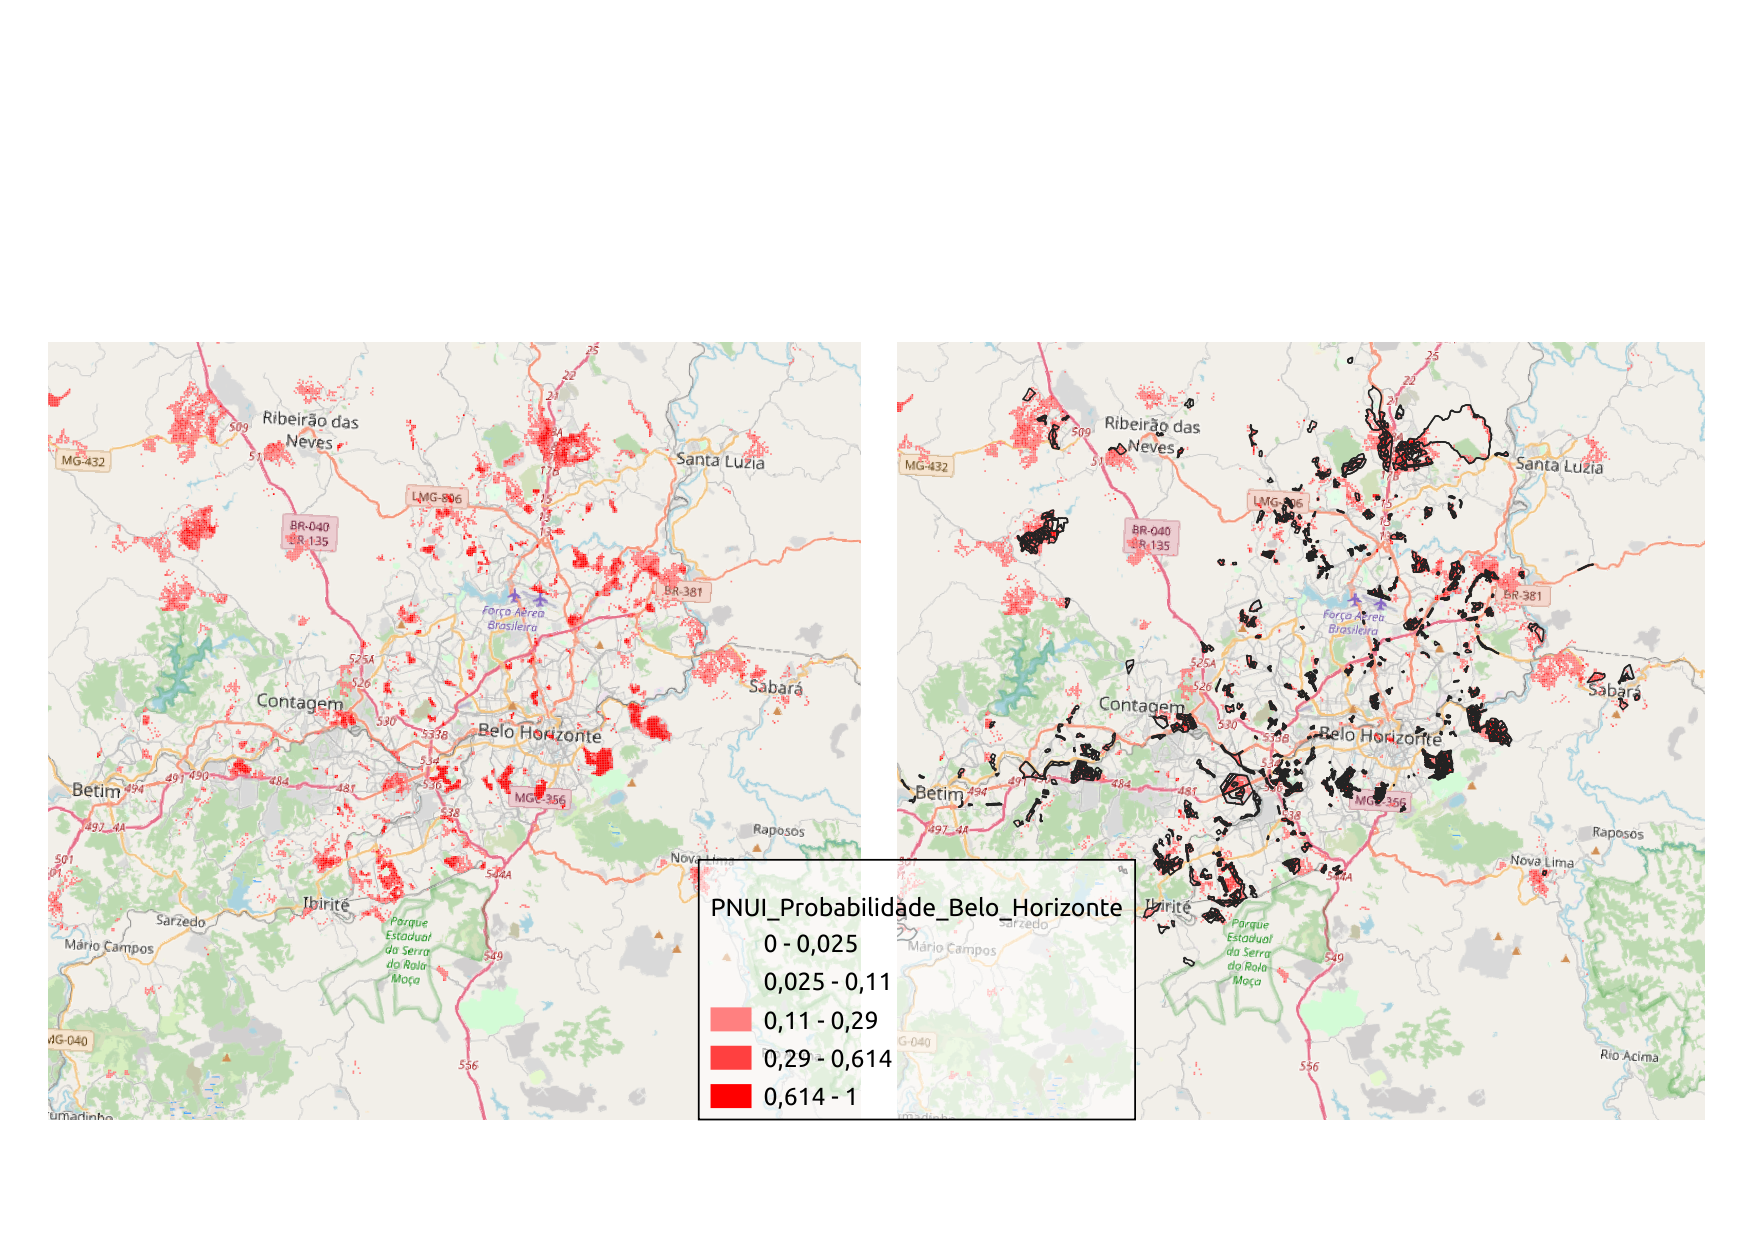 25
22
21
Ribeirão das
Neves
509
MG-432
Santa Luzia
17B
LMG-806
15
BR-040
BR-135
BR-381
Força Aérea
Brasileira
525A
526
Sabará
Contagem
530
533B
Belo Horizonte
534
536
491 490
484
481
494
Betim
MGC-356
538
497 4A
Raposos
501
Nova Lima
544A
Ibirité
Sarzedo
Parque
Estadual
da Serra
do Rola
Moça
Mário Campos
549
MG-040
556
25
22
21
Ribeirão das
Neves
509
MG-432
Santa Luzia
LMG-806
15
BR-040
BR-135
BR-381
Força Aérea
Brasileira
525A
526
Sabará
Contagem
530
533B
Belo Horizonte
484
481
494
Betim
MGC-356
497 4A
Raposos
Nova Lima
544A
Ibirité
Sarzedo
Parque
Estadual
da Serra
do Rola
Moça
Mário Campos
549
Rio Acima
556
PNUI_Probabilidade_Belo_Horizonte
0 - 0,025
0,025 - 0,11
0,11 - 0,29
0,29 - 0,614
0,614 - 1